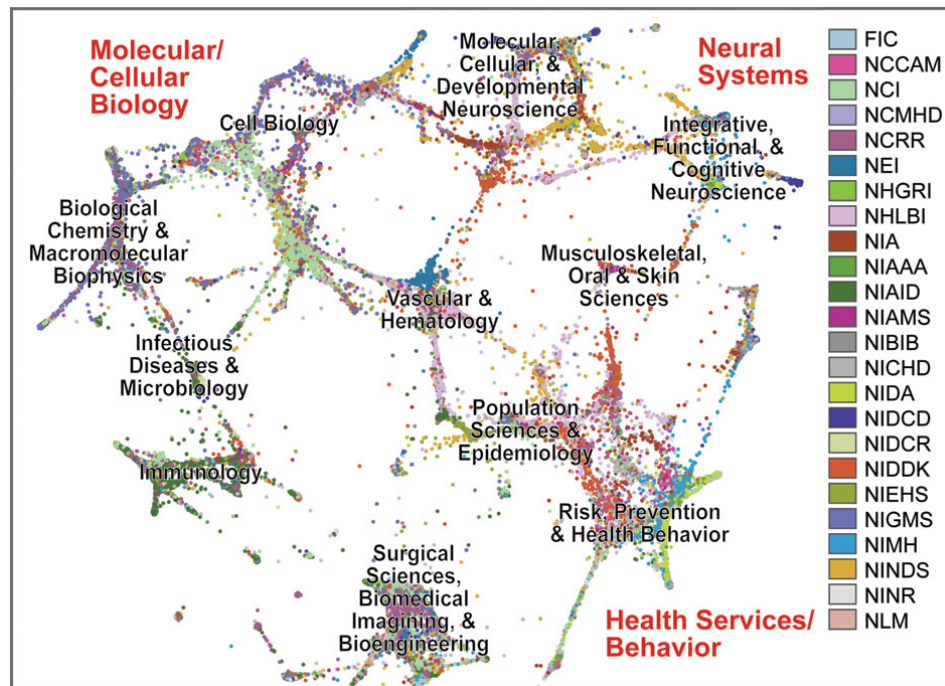 Molecular/
Cellular
Biology
Molecular,
Cellular, &
Developmental
Neuroscience
Neural
Systems
Cell Biology
Integrative,
Functional, &
Cognitive
Neuroscience
Biological
Chemistry &
Macromolecular
Biophysics
Musculoskeletal,
Oral & Skin
Sciences
Vascular &
Hematology
Infectious
Diseases &
Microbiology
Population
Sciences &
Epidemiology
Immunology
Risk, Prevention
& Health Behavior
Surgical
Sciences,
Biomedical
Imagining, &
Bioengineering
Health Services/
Behavior
FIC
NCCAM
NCI
NCMHD
NCRR
NEI
NHGRI
NHLBI
NIA
NIAAA
NIAID
NIAMS
NIBIB
NICHD
NIDA
NIDCD
NIDCR
NIDDK
NIEHS
NIGMS
NIMH
NINDS
NINR
NLM